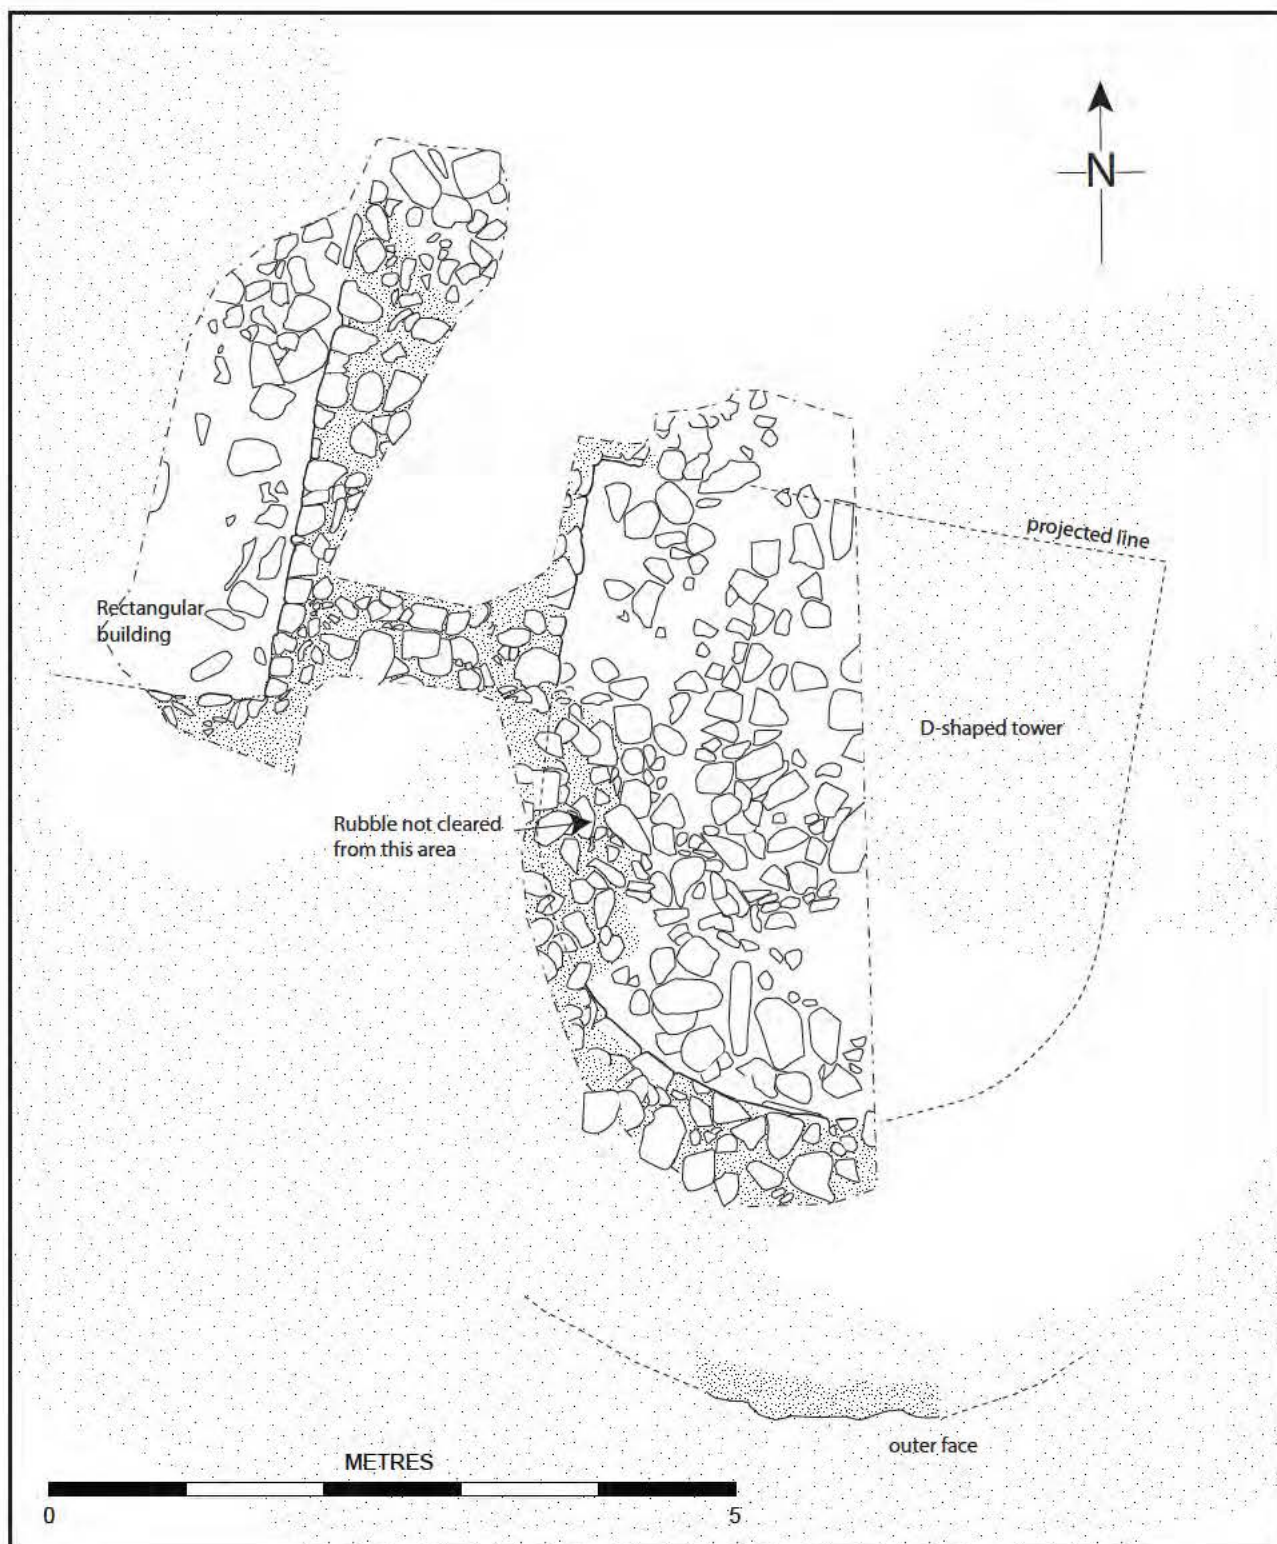 N
projected line
Rectangular
building
D-shaped tower
Rubble not cleared
from this area
outer face
METRES
0 5